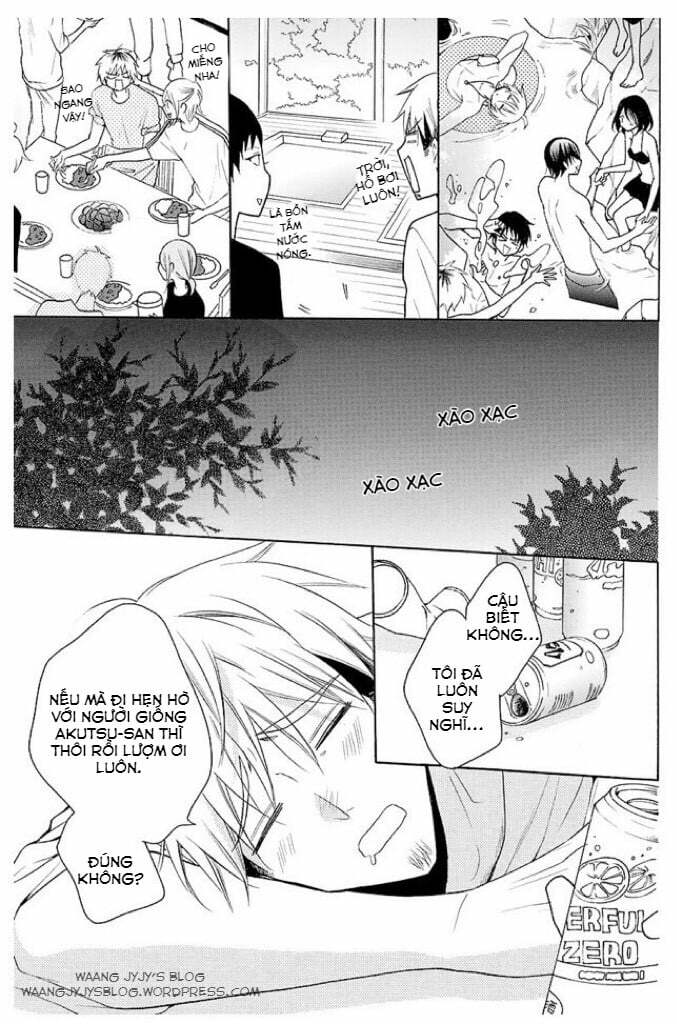 TRỜI,
HỒ BƠI
LUÔN!
LÀ BỒN
TẮM
NƯỚC
NÓNG.
CHO
MIẾNG
NHA!
SAO
NGANG
VẬY!
XÀO XẠC
XÀO XẠC
CẬU
BIẾT
KHÔNG...
TÔI ĐÃ
LUÔN
SUY
NGHĨ...
NẾU MÀ ĐI HẸN HÒ
VỚI NGƯỜI GIỐNG
AKUTSU-SAN THÌ
THÔI RỒI LƯỢM ƠI
LUÔN.
ĐÚNG
KHÔNG?
ERFUL
ZERO
WAANG JYJY'S BLOG
WAANGJYJYSBLOG.WORDPRESS.COM